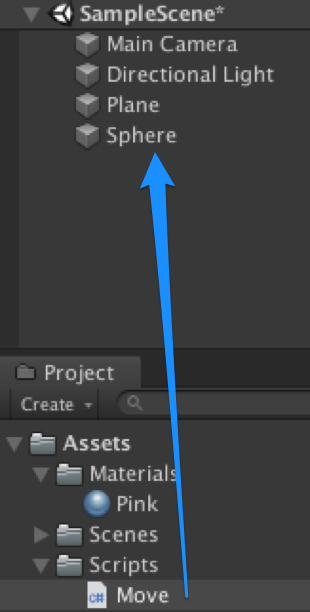 SampleScene*
Main Camera
Directional Light
Plane
Sphere
Project
Create
Assets
Materials
Pink
Scenes
Scripts
C# Move